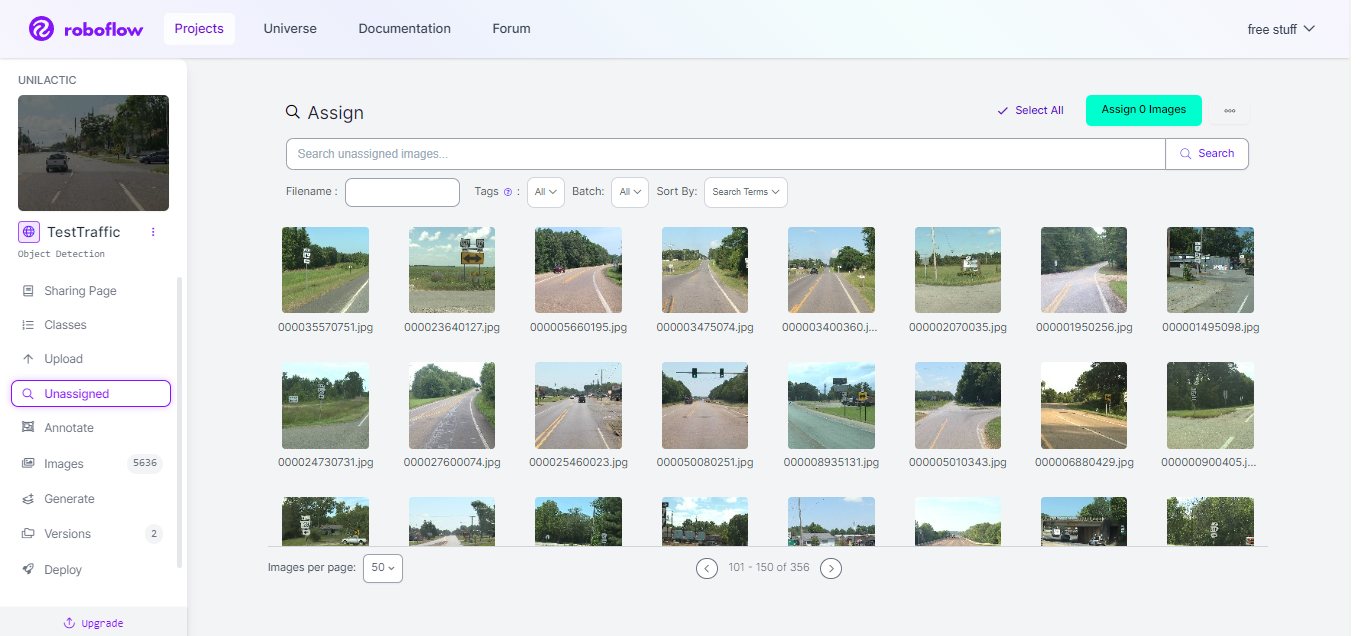 roboflow
Projects
Universe
Documentation
Forum
free stuff
UNILACTIC
TestTraffic
Object Detection
Sharing Page
Classes
Upload
Unassigned
Annotate
Images 5636
Generate
Versions 2
Deploy
Upgrade
Assign
Select All
Assign 0 Images
Search unassigned images...
Search
Filename :
Tags ? :
All
Batch:
All
Sort By:
Search Terms
000035570751.jpg
000023640127.jpg
000005660195.jpg
000003475074.jpg
000003400360.j...
000002070035.jpg
000001950256.jpg
000001495098.jpg
000024730731.jpg
000027600074.jpg
000025460023.jpg
000050080251.jpg
000008935131.jpg
000005010343.jpg
000006880429.jpg
000000900405.j...
Images per page: 50
101 - 150 of 356